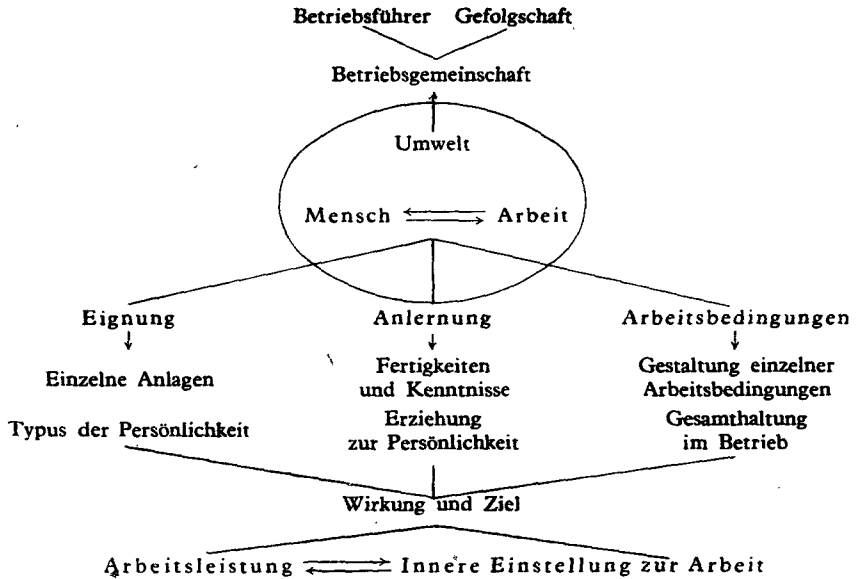 Betriebsführer Gefolgschaft
Betriebsgemeinschaft
Umwelt
Mensch Arbeit
Eignung Anlernung Arbeitsbedingungen
Einzelne Anlagen
Fertigkeiten
und Kenntnisse
Gestaltung einzelner
Arbeitsbedingungen
Typus der Persönlichkeit
Erziehung
zur Persönlichkeit
Gesamthaltung
im Betrieb
Wirkung und Ziel
Arbeitsleistung Innere Einstellung zur Arbeit